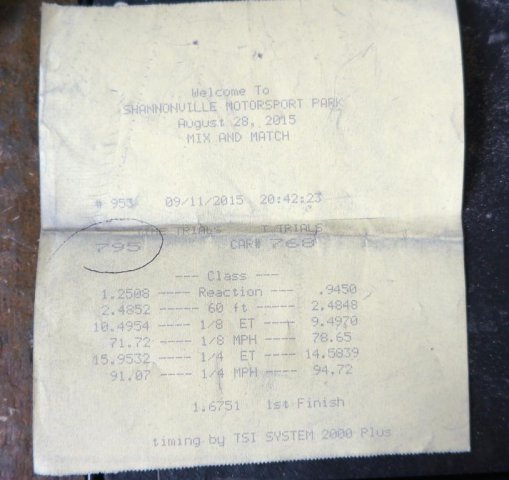 Welcome To
SHANNONVILLE MOTORSPORT PARK
August 28, 2015
MIX AND MATCH
# 953 09/11/2015 20:42:23
TRIALS T TRIALS
795 CAR# 768
--- Class ---
1.2508 ---- Reaction --- .9450
2.4852 ----- 60 ft ----- 2.4848
10.4954 ---- 1/8 ET ---- 9.4970
71.72 ---- 1/8 MPH ---- 78.65
15.9532 ---- 1/4 ET ---- 14.5839
91.07 ---- 1/4 MPH ---- 94.72
1.6751 1st Finish
timing by TSI SYSTEM 2000 Plus